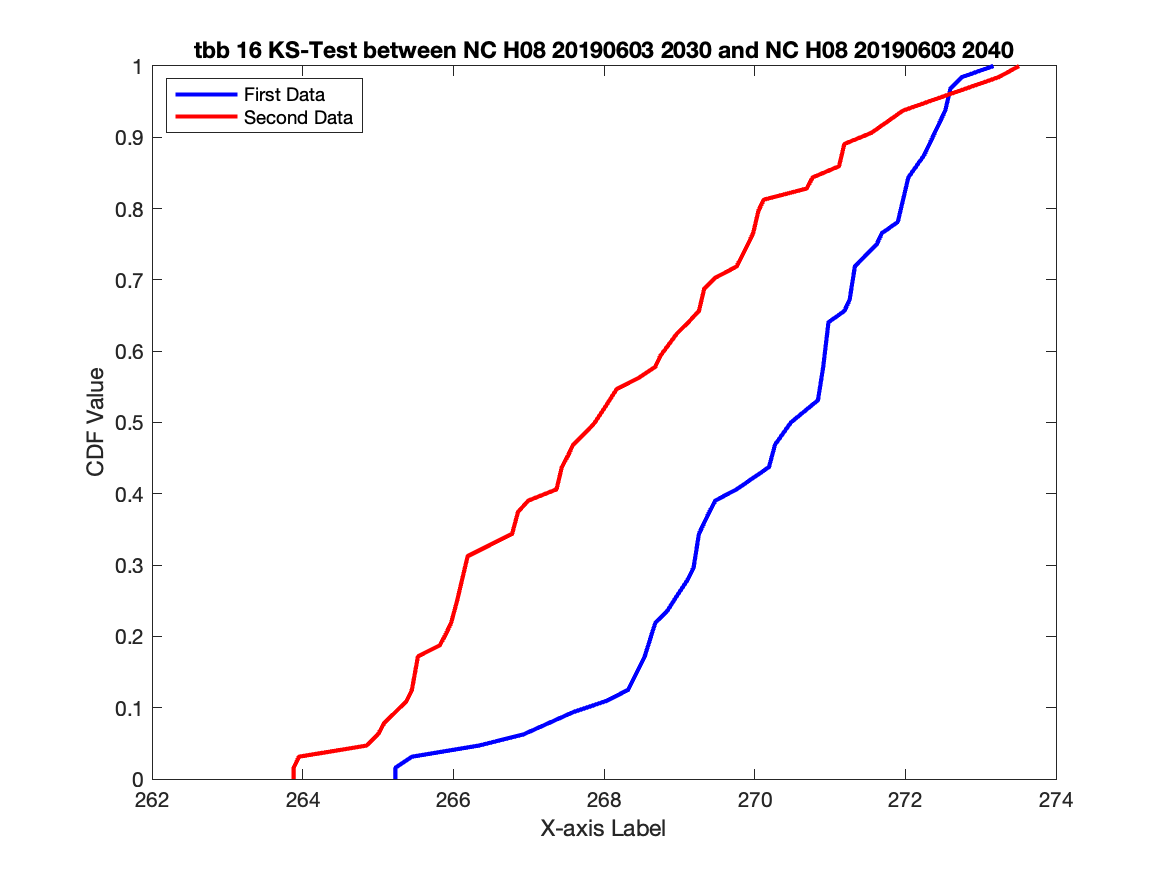 tbb 16 KS-Test between NC H08 20190603 2030 and NC H08 20190603 2040
First Data
Second Data
1
0.9
0.8
0.7
0.6
0.5
0.4
0.3
0.2
0.1
0
CDF Value
262 264 266 268 270 272 274
X-axis Label